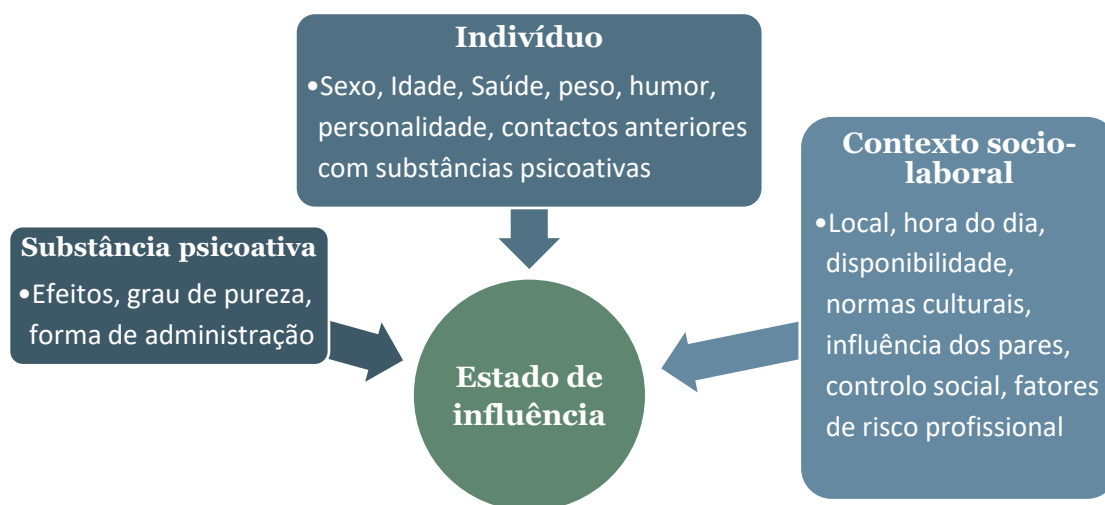 Indivíduo
•Sexo, Idade, Saúde, peso, humor,
personalidade, contactos anteriores
com substâncias psicoativas
Substância psicoativa
•Efeitos, grau de pureza,
forma de administração
Contexto socio-
laboral
•Local, hora do dia,
disponibilidade,
normas culturais,
influência dos pares,
controlo social, fatores
de risco profissional
Estado de
influência